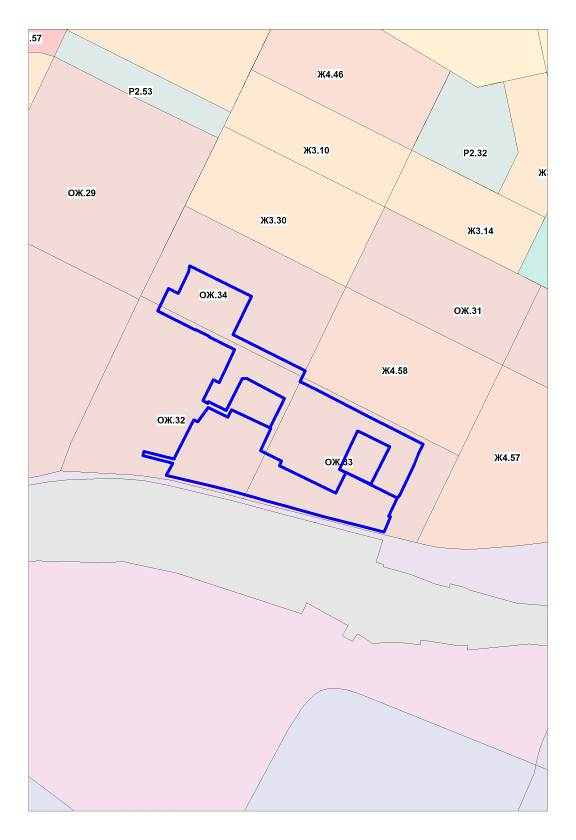 .57
Ж4.46
Р2.53
Ж3.10
Р2.32
Ж
ОЖ.29
Ж3.30
Ж3.14
ОЖ.34
ОЖ.31
Ж4.58
ОЖ.32
Ж4.57
ОЖ.33